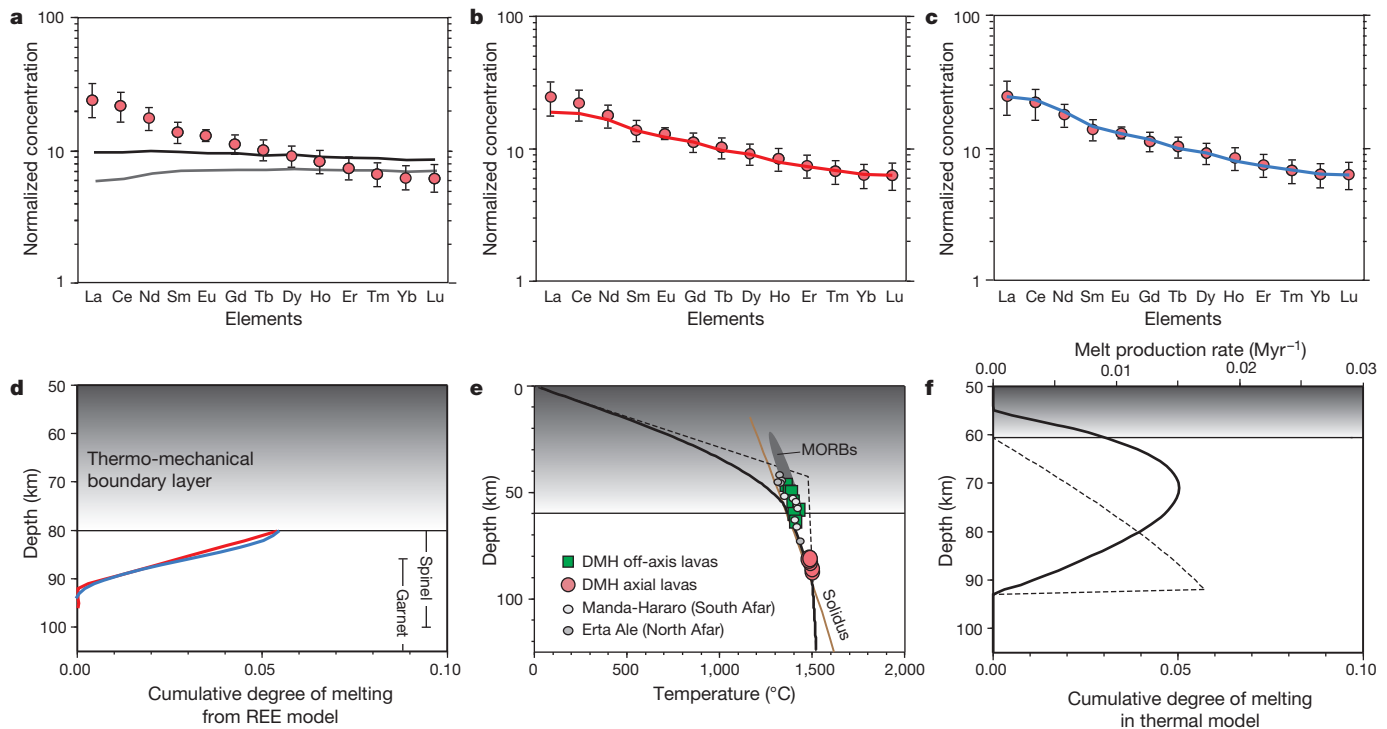 a
100
10
1
Normalized concentration
La Ce Nd Sm Eu Gd Tb Dy Ho Er Tm Yb Lu
Elements
b
100
10
1
Normalized concentration
La Ce Nd Sm Eu Gd Tb Dy Ho Er Tm Yb Lu
Elements
c
100
10
1
Normalized concentration
La Ce Nd Sm Eu Gd Tb Dy Ho Er Tm Yb Lu
Elements
d
50
60
70
80
90
100
Depth (km)
Thermo-mechanical
boundary layer
Spinel
Garnet
0.00 0.05 0.10
Cumulative degree of melting
from REE model
e
0
50
100
Depth (km)
MORBs
DMH off-axis lavas
DMH axial lavas
Manda-Hararo (South Afar)
Erta Ale (North Afar)
Solidus
0 500 1,000 1,500 2,000
Temperature (°C)
f
Melt production rate (Myr⁻¹)
0.00 0.01 0.02 0.03
50
60
70
80
90
100
Depth (km)
0.00 0.05 0.10
Cumulative degree of melting
in thermal model